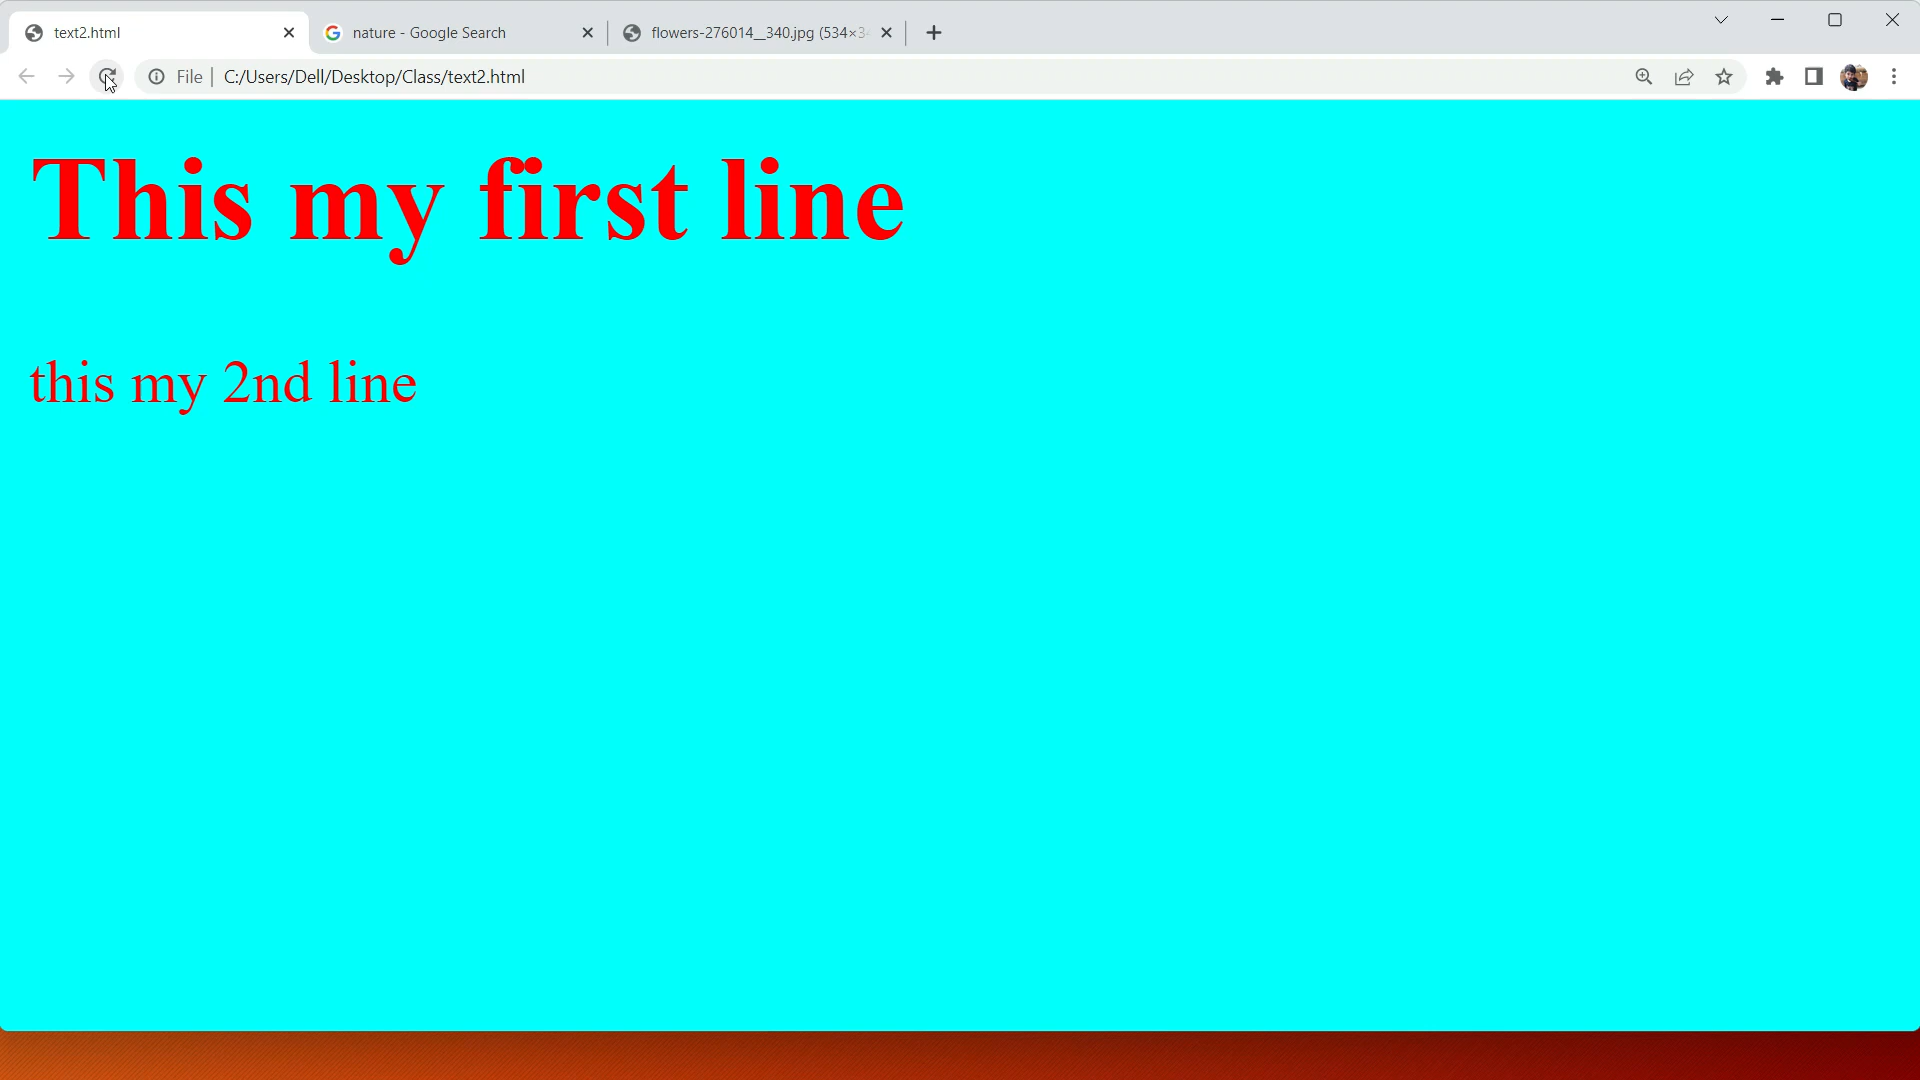 text2.html
nature - Google Search
flowers-276014__340.jpg (534×34
File
C:/Users/Dell/Desktop/Class/text2.html
This my first line
this my 2nd line